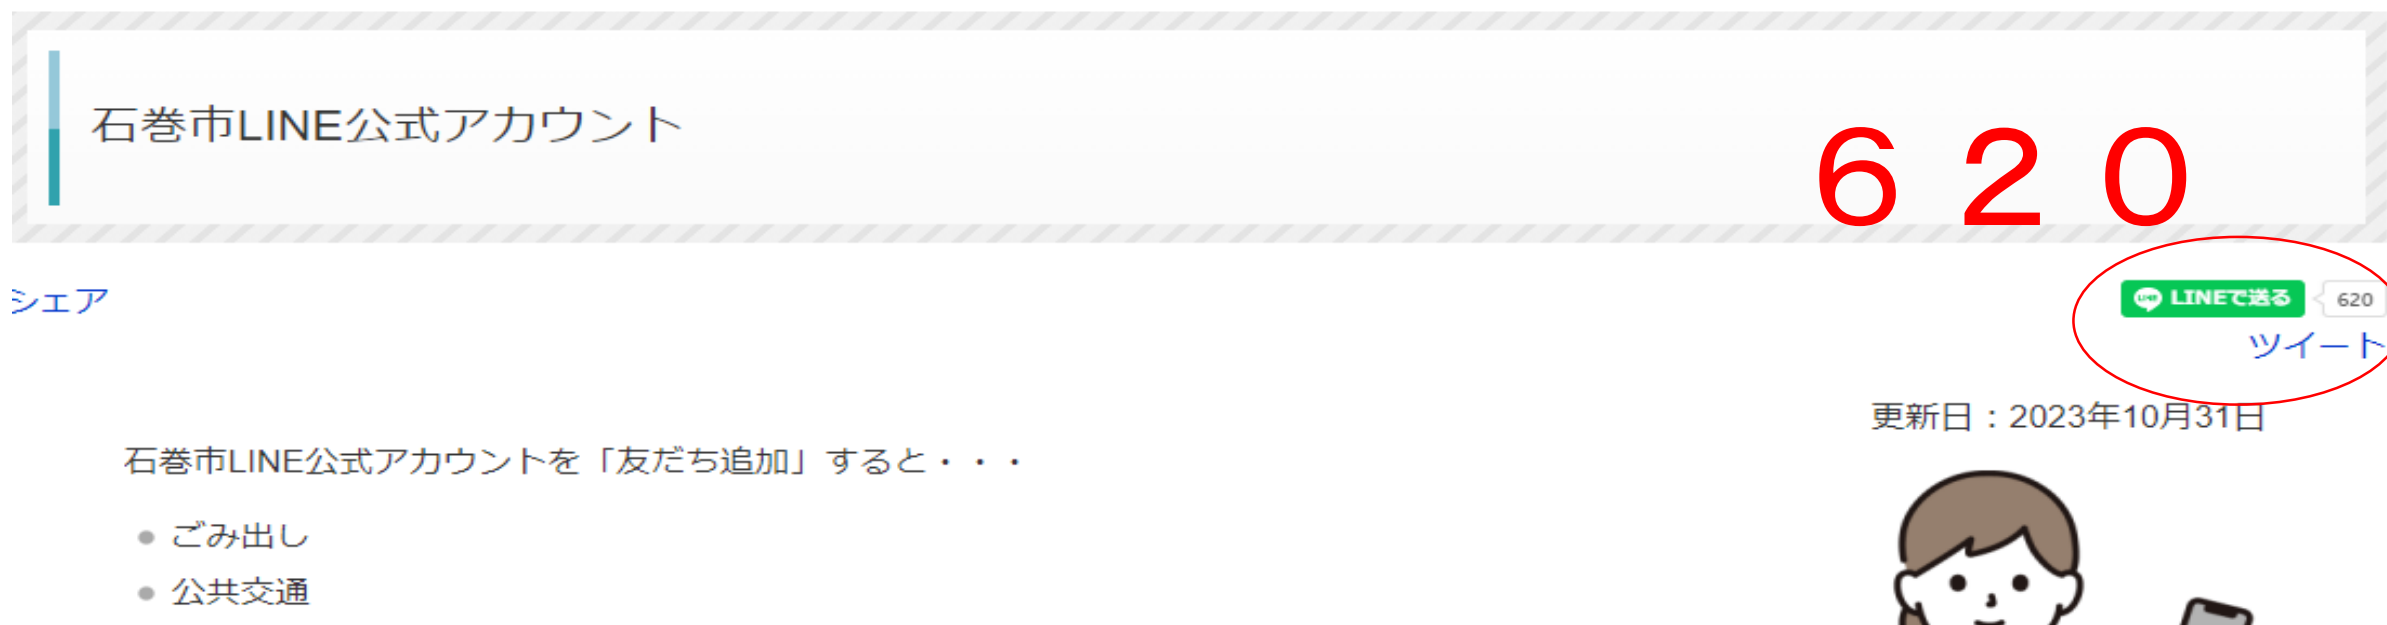 石巻市LINE公式アカウント
６２０
シェア
LINEで送る 620
ツイート
更新日：2023年10月31日
石巻市LINE公式アカウントを「友だち追加」すると・・・
ごみ出し
公共交通